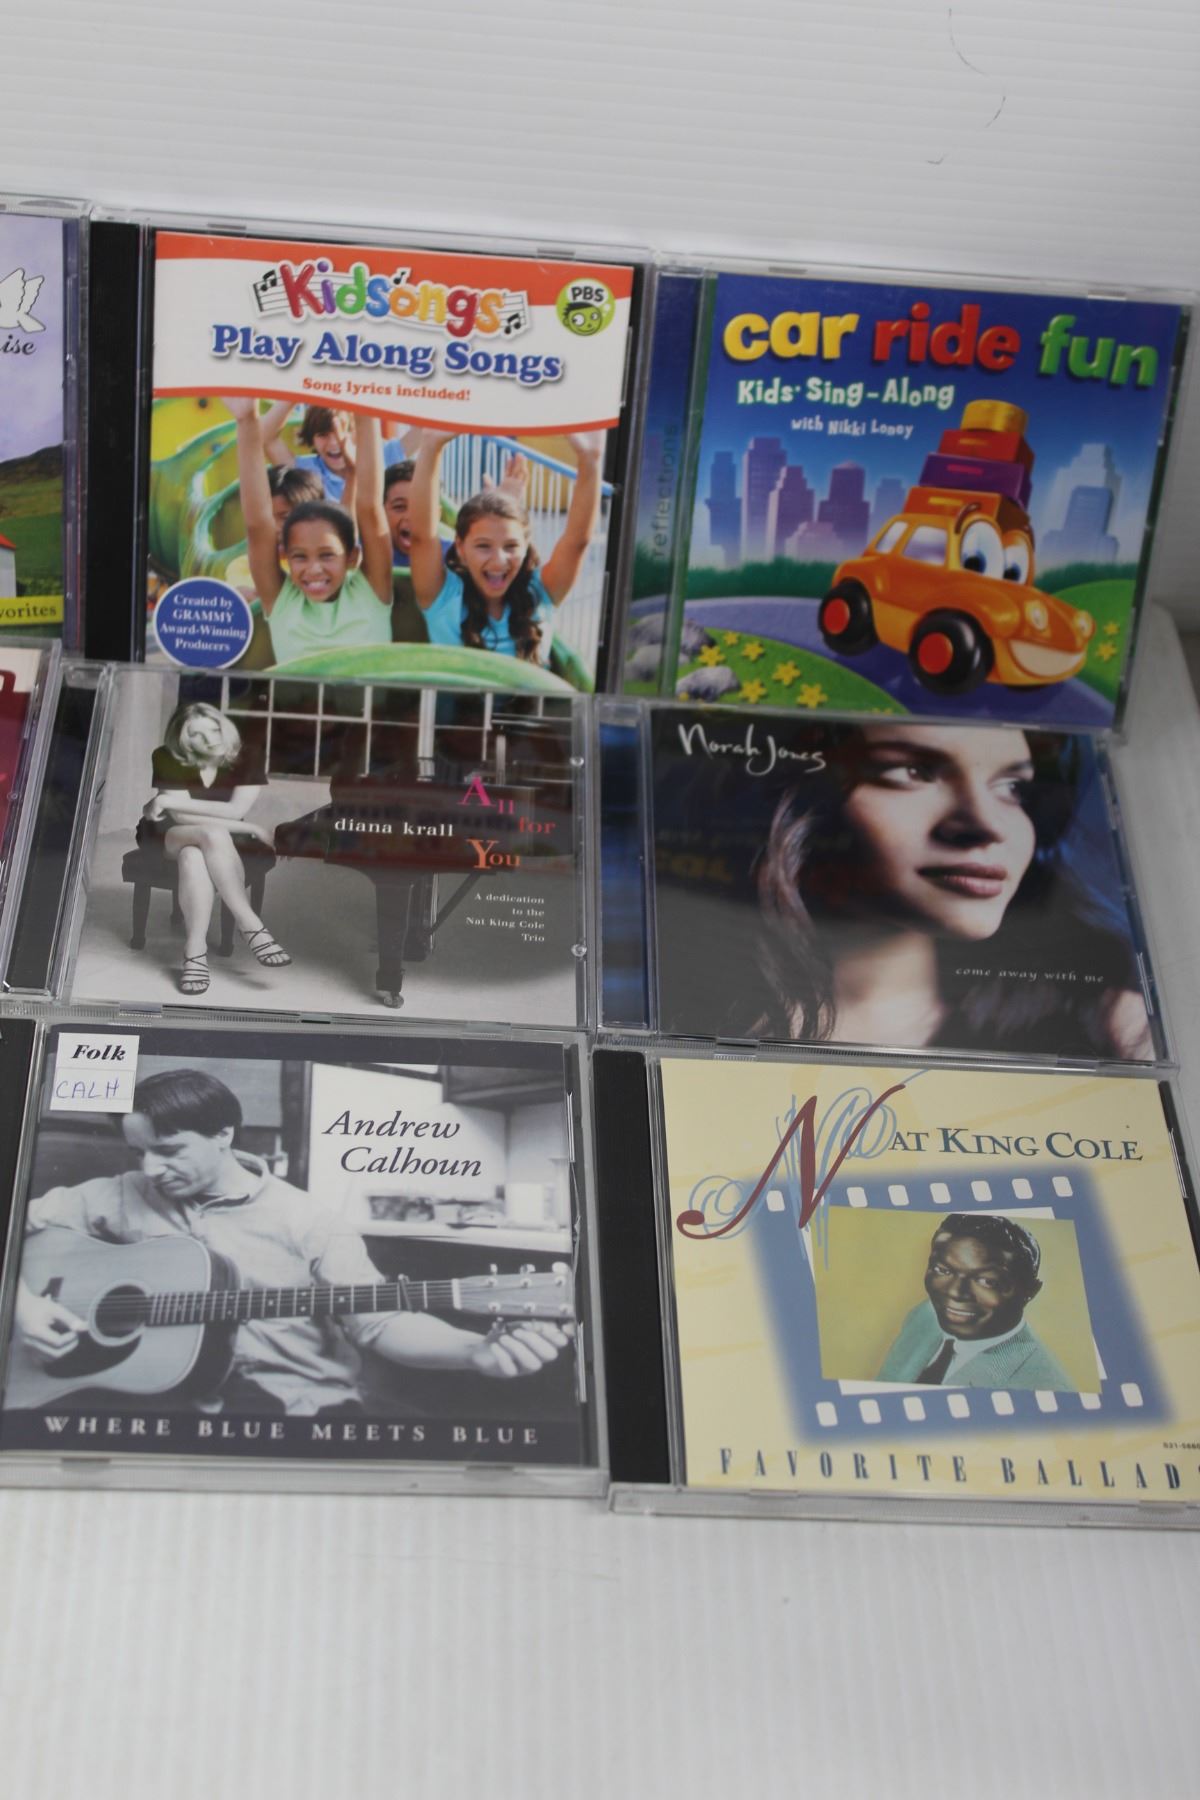 Kidsongs
PBS
Play Along Songs
Song lyrics included!
Created by
GRAMMY
Award-Winning
Producers
car ride fun
Kids' Sing-Along
with Nikki Loney
reflections
vorites
diana krall
All
for
You
A dedication
to the
Nat King Cole
Trio
Norah Jones
come away with me
Folk
CALH
Andrew
Calhoun
WHERE BLUE MEETS BLUE
NAT KING COLE
FAVORITE BALLADS